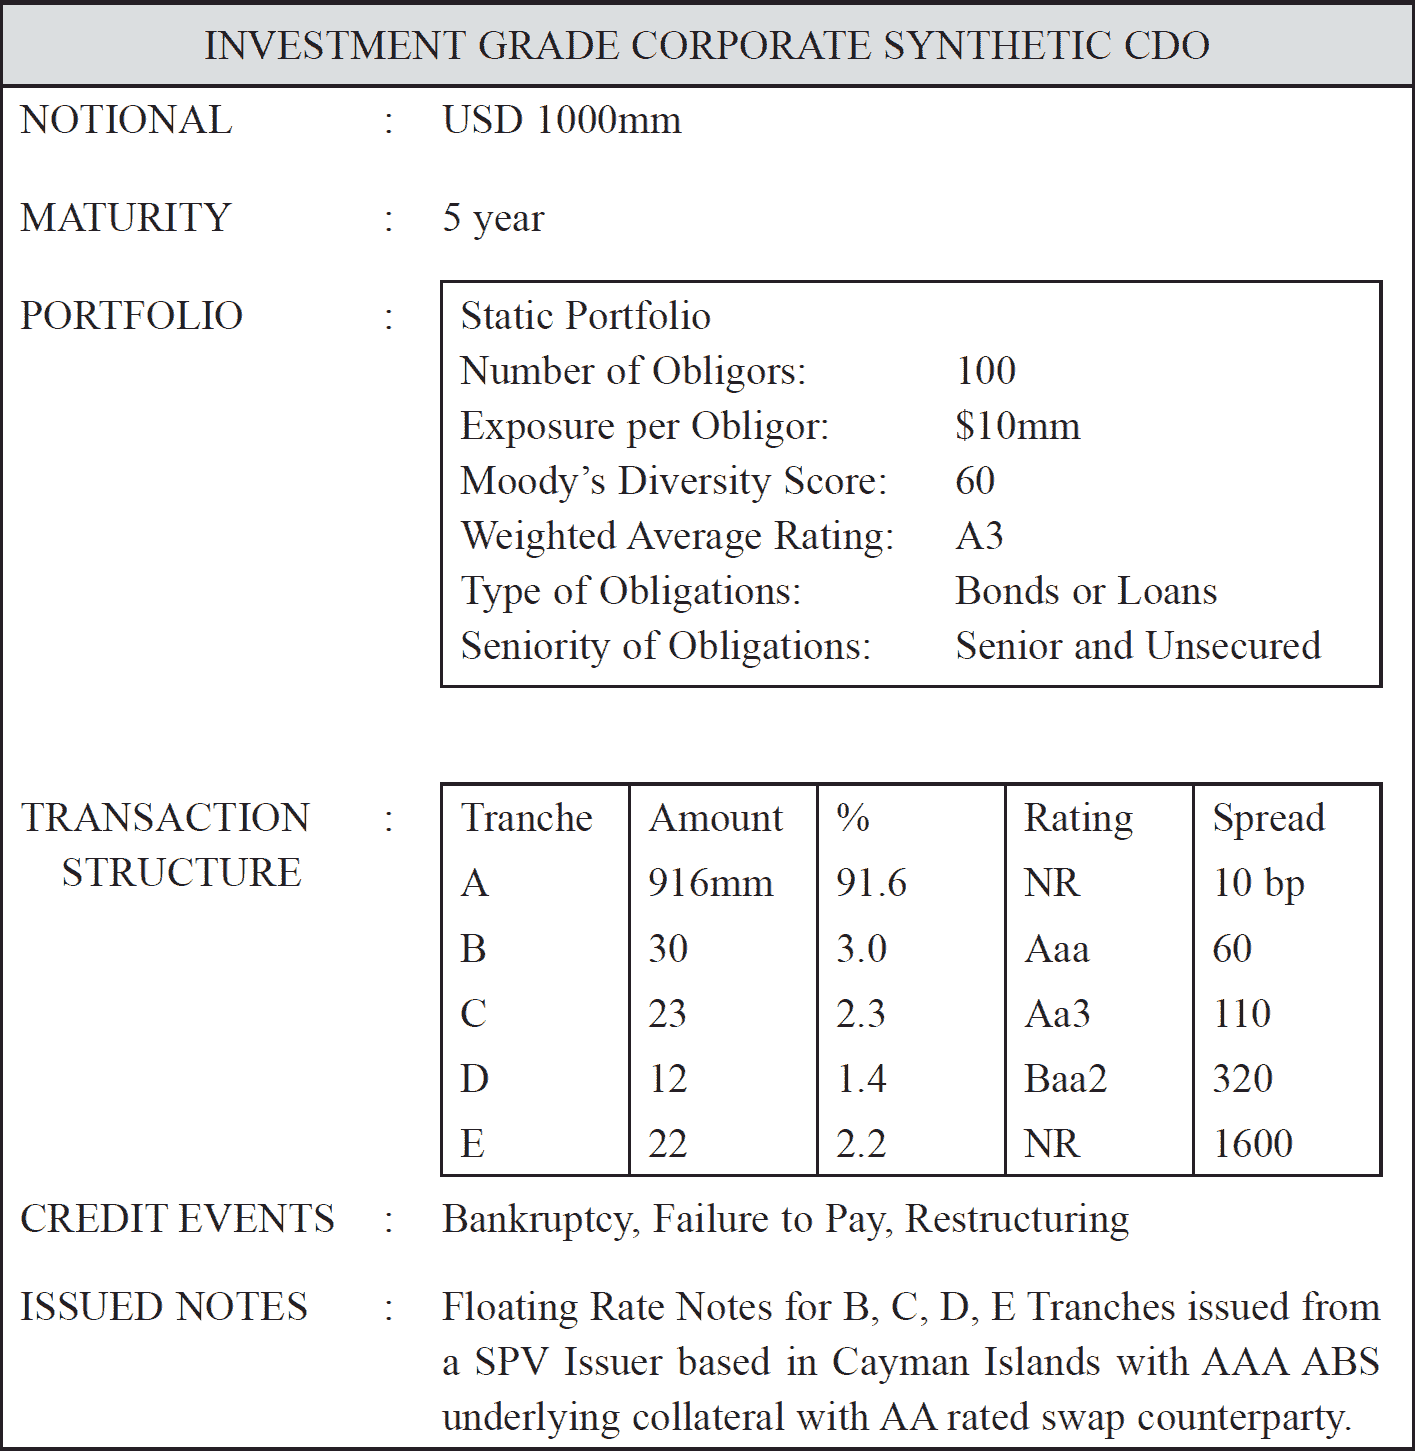 INVESTMENT GRADE CORPORATE SYNTHETIC CDO
NOTIONAL : USD 1000mm
MATURITY : 5 year
PORTFOLIO : Static Portfolio
Number of Obligors: 100
Exposure per Obligor: $10mm
Moody’s Diversity Score: 60
Weighted Average Rating: A3
Type of Obligations: Bonds or Loans
Seniority of Obligations: Senior and Unsecured
TRANSACTION : Tranche Amount % Rating Spread
STRUCTURE A 916mm 91.6 NR 10 bp
B 30 3.0 Aaa 60
C 23 2.3 Aa3 110
D 12 1.4 Baa2 320
E 22 2.2 NR 1600
CREDIT EVENTS : Bankruptcy, Failure to Pay, Restructuring
ISSUED NOTES : Floating Rate Notes for B, C, D, E Tranches issued from
a SPV Issuer based in Cayman Islands with AAA ABS
underlying collateral with AA rated swap counterparty.